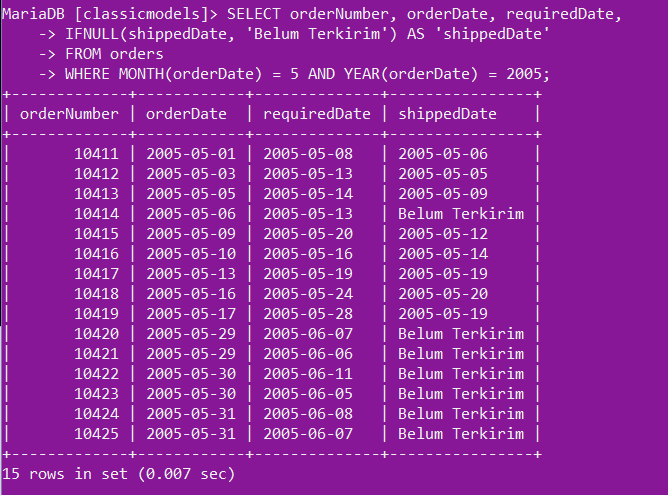 MariaDB [classicmodels]> SELECT orderNumber, orderDate, requiredDate,
    -> IFNULL(shippedDate, 'Belum Terkirim') AS 'shippedDate'
    -> FROM orders
    -> WHERE MONTH(orderDate) = 5 AND YEAR(orderDate) = 2005;
+-------------+------------+--------------+----------------+
| orderNumber | orderDate  | requiredDate | shippedDate    |
+-------------+------------+--------------+----------------+
|       10411 | 2005-05-01 | 2005-05-08   | 2005-05-06     |
|       10412 | 2005-05-03 | 2005-05-13   | 2005-05-05     |
|       10413 | 2005-05-05 | 2005-05-14   | 2005-05-09     |
|       10414 | 2005-05-06 | 2005-05-13   | Belum Terkirim |
|       10415 | 2005-05-09 | 2005-05-20   | 2005-05-12     |
|       10416 | 2005-05-10 | 2005-05-16   | 2005-05-14     |
|       10417 | 2005-05-13 | 2005-05-19   | 2005-05-19     |
|       10418 | 2005-05-16 | 2005-05-24   | 2005-05-20     |
|       10419 | 2005-05-17 | 2005-05-28   | 2005-05-19     |
|       10420 | 2005-05-29 | 2005-06-07   | Belum Terkirim |
|       10421 | 2005-05-29 | 2005-06-06   | Belum Terkirim |
|       10422 | 2005-05-30 | 2005-06-11   | Belum Terkirim |
|       10423 | 2005-05-30 | 2005-06-05   | Belum Terkirim |
|       10424 | 2005-05-31 | 2005-06-08   | Belum Terkirim |
|       10425 | 2005-05-31 | 2005-06-07   | Belum Terkirim |
+-------------+------------+--------------+----------------+
15 rows in set (0.007 sec)